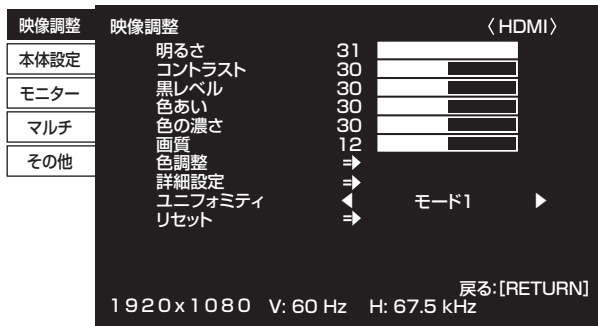 映像調整
本体設定
モニター
マルチ
その他
映像調整 〈HDMI〉
明るさ 31
コントラスト 30
黒レベル 30
色あい 30
色の濃さ 30
画質 12
色調整
詳細設定
ユニフォミティ モード1
リセット
戻る:[RETURN]
1920x1080 V: 60 Hz H: 67.5 kHz